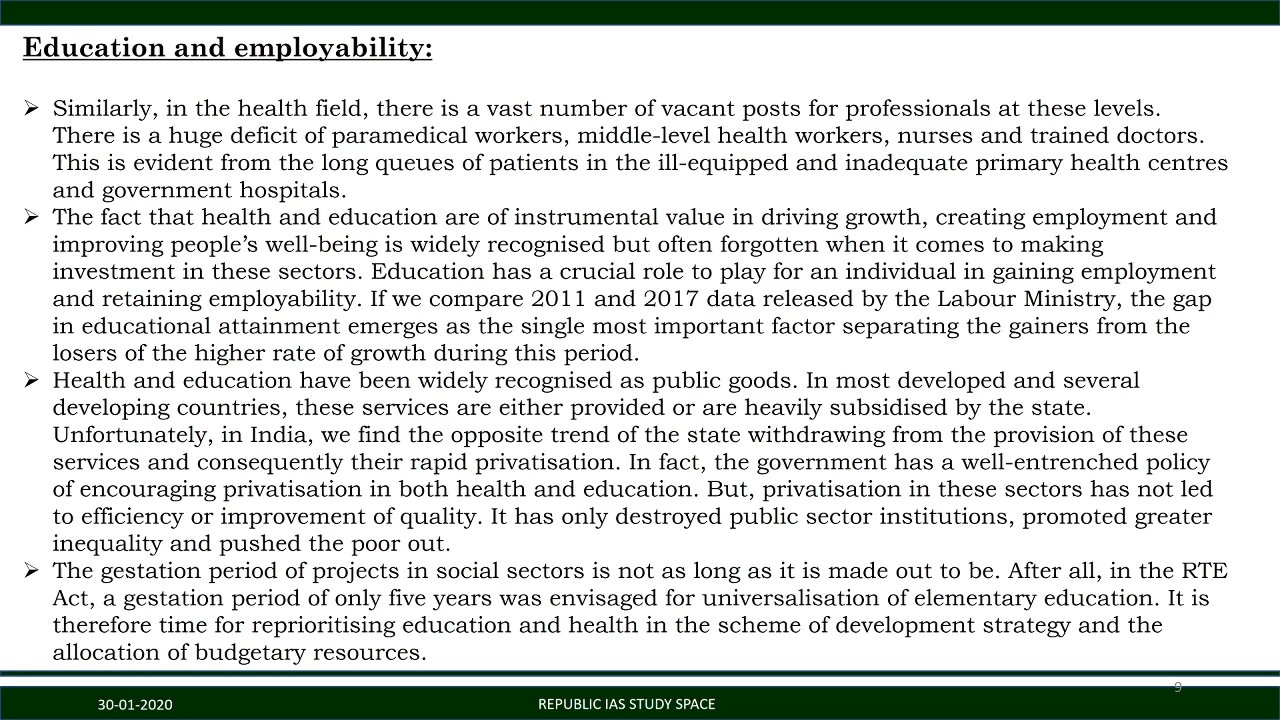 Education and employability:
➢ Similarly, in the health field, there is a vast number of vacant posts for professionals at these levels.
There is a huge deficit of paramedical workers, middle-level health workers, nurses and trained doctors.
This is evident from the long queues of patients in the ill-equipped and inadequate primary health centres
and government hospitals.
➢ The fact that health and education are of instrumental value in driving growth, creating employment and
improving people’s well-being is widely recognised but often forgotten when it comes to making
investment in these sectors. Education has a crucial role to play for an individual in gaining employment
and retaining employability. If we compare 2011 and 2017 data released by the Labour Ministry, the gap
in educational attainment emerges as the single most important factor separating the gainers from the
losers of the higher rate of growth during this period.
➢ Health and education have been widely recognised as public goods. In most developed and several
developing countries, these services are either provided or are heavily subsidised by the state.
Unfortunately, in India, we find the opposite trend of the state withdrawing from the provision of these
services and consequently their rapid privatisation. In fact, the government has a well-entrenched policy
of encouraging privatisation in both health and education. But, privatisation in these sectors has not led
to efficiency or improvement of quality. It has only destroyed public sector institutions, promoted greater
inequality and pushed the poor out.
➢ The gestation period of projects in social sectors is not as long as it is made out to be. After all, in the RTE
Act, a gestation period of only five years was envisaged for universalisation of elementary education. It is
therefore time for reprioritising education and health in the scheme of development strategy and the
allocation of budgetary resources.
9
30-01-2020
REPUBLIC IAS STUDY SPACE